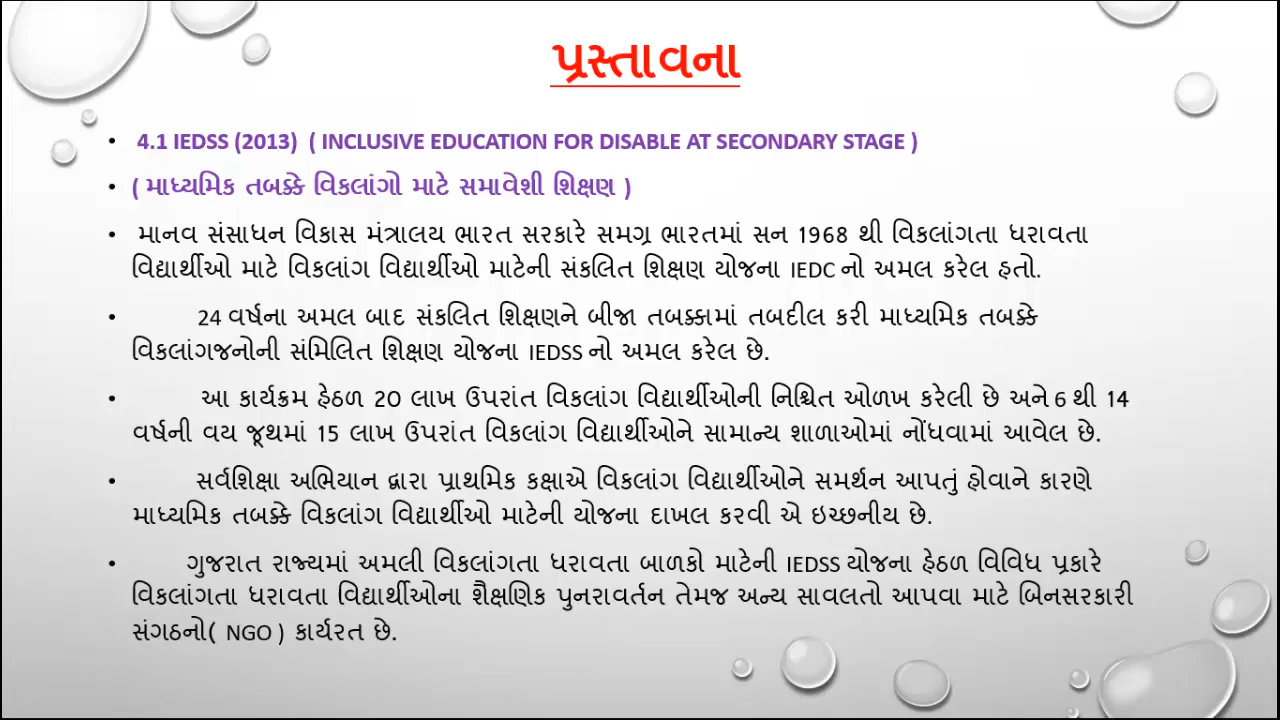 પ્રસ્તાવના
• 4.1 IEDSS (2013) ( INCLUSIVE EDUCATION FOR DISABLE AT SECONDARY STAGE )
• ( માધ્યમિક તબક્કે વિકલાંગો માટે સમાવેશી શિક્ષણ )
• માનવ સંસાધન વિકાસ મંત્રાલય ભારત સરકારે સમગ્ર ભારતમાં સન 1968 થી વિકલાંગતા ધરાવતા
વિદ્યાર્થીઓ માટે વિકલાંગ વિદ્યાર્થીઓ માટેની સંકલિત શિક્ષણ યોજના IEDC નો અમલ કરેલ હતો.
• 24 વર્ષના અમલ બાદ સંકલિત શિક્ષણને બીજા તબક્કામાં તબદીલ કરી માધ્યમિક તબક્કે
વિકલાંગજનોની સંમિલિત શિક્ષણ યોજના IEDSS નો અમલ કરેલ છે.
• આ કાર્યક્રમ હેઠળ 20 લાખ ઉપરાંત વિકલાંગ વિદ્યાર્થીઓની નિશ્ચિત ઓળખ કરેલી છે અને 6 થી 14
વર્ષની વય જૂથમાં 15 લાખ ઉપરાંત વિકલાંગ વિદ્યાર્થીઓને સામાન્ય શાળાઓમાં નોંધવામાં આવેલ છે.
• સર્વશિક્ષા અભિયાન દ્વારા પ્રાથમિક કક્ષાએ વિકલાંગ વિદ્યાર્થીઓને સમર્થન આપતું હોવાને કારણે
માધ્યમિક તબક્કે વિકલાંગ વિદ્યાર્થીઓ માટેની યોજના દાખલ કરવી એ ઇચ્છનીય છે.
• ગુજરાત રાજ્યમાં અમલી વિકલાંગતા ધરાવતા બાળકો માટેની IEDSS યોજના હેઠળ વિવિધ પ્રકારે
વિકલાંગતા ધરાવતા વિદ્યાર્થીઓના શૈક્ષણિક પુનરાવર્તન તેમજ અન્ય સાવલતો આપવા માટે બિનસરકારી
સંગઠનો( NGO ) કાર્યરત છે.